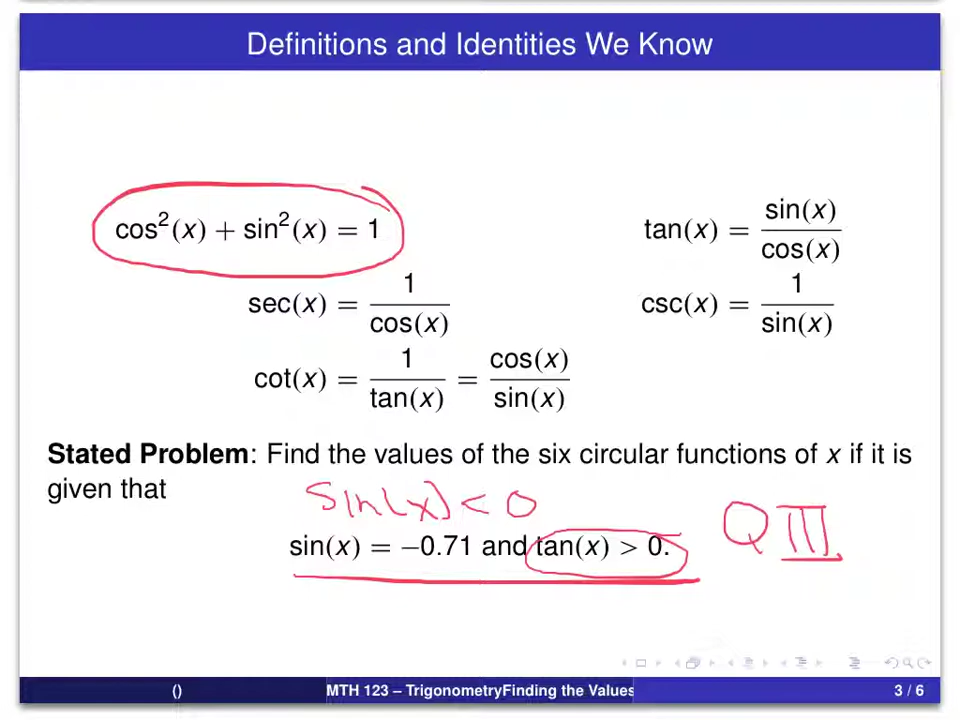 Definitions and Identities We Know
cos²(x) + sin²(x) = 1
tan(x) = sin(x)/cos(x)
sec(x) = 1/cos(x)
csc(x) = 1/sin(x)
cot(x) = 1/tan(x) = cos(x)/sin(x)
Stated Problem: Find the values of the six circular functions of x if it is
given that
sin(x) < 0
sin(x) = −0.71 and tan(x) > 0.
Q III
() MTH 123 – TrigonometryFinding the Values 3 / 6